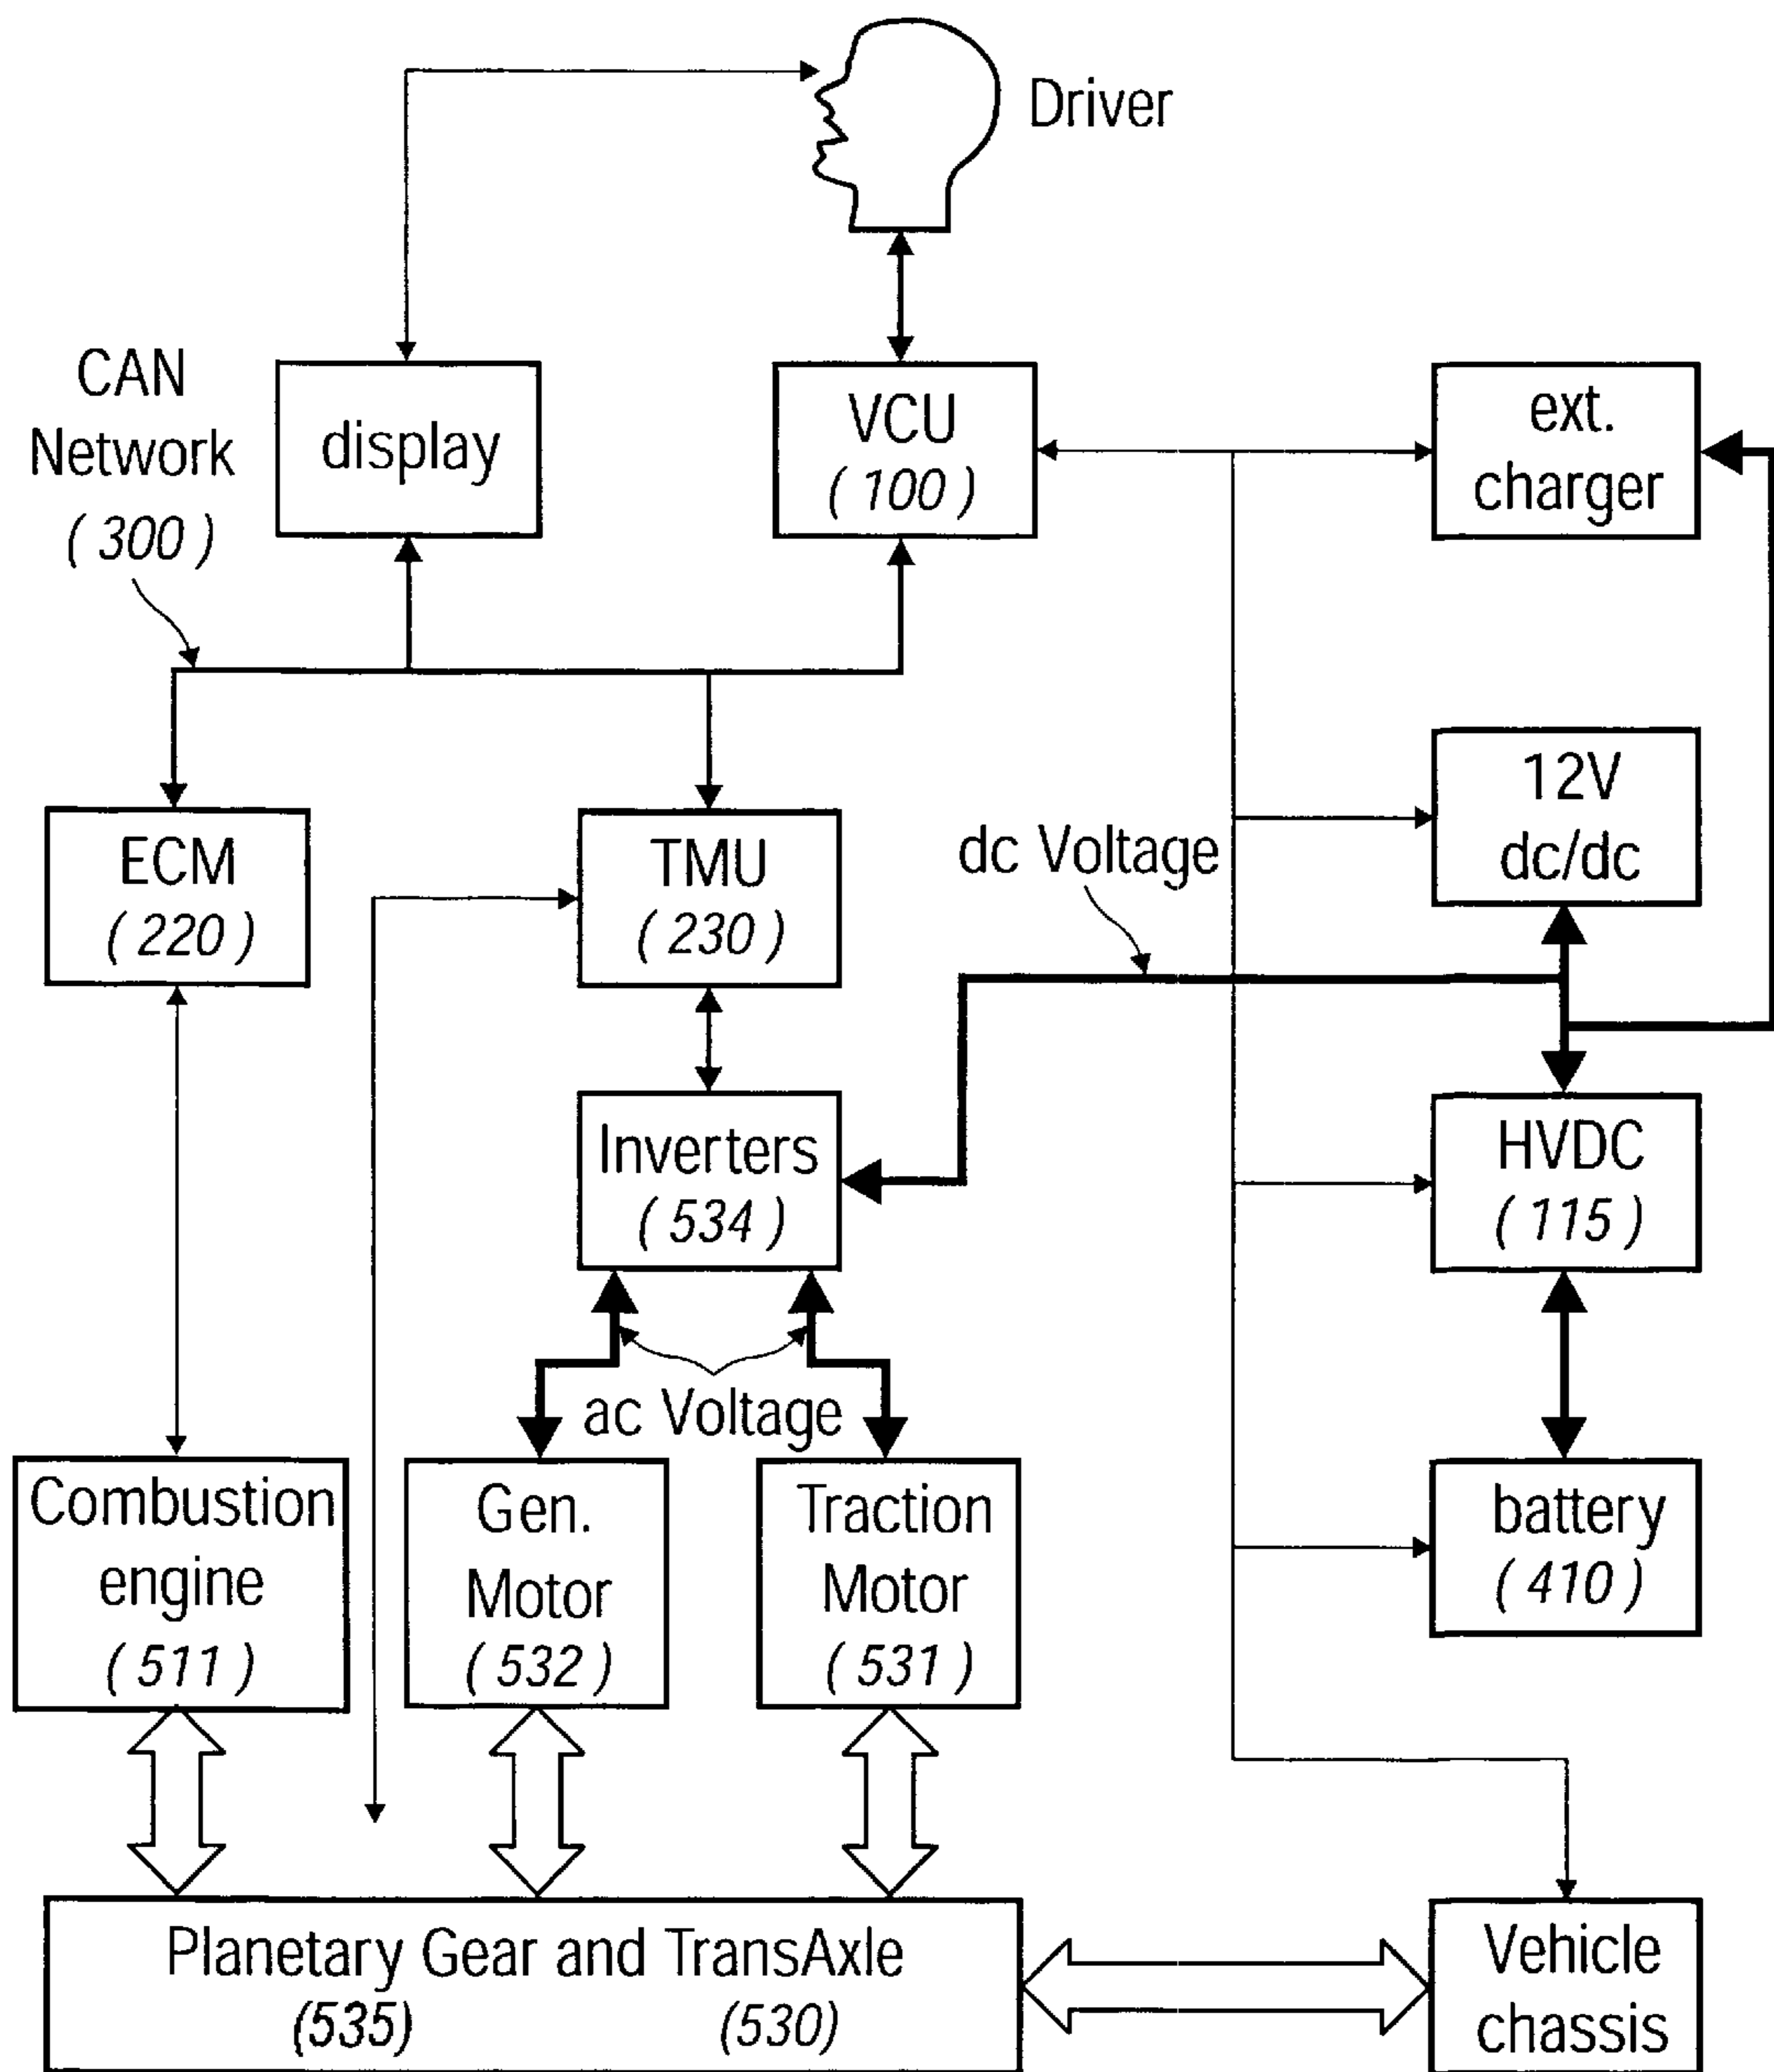 Driver
CAN
Network
( 300 )
display
VCU
( 100 )
ext.
charger
12V
dc/dc
ECM
( 220 )
TMU
( 230 )
dc Voltage
Inverters
( 534 )
HVDC
( 115 )
ac Voltage
Combustion
engine
( 511 )
Gen.
Motor
( 532 )
Traction
Motor
( 531 )
battery
( 410 )
Planetary Gear and TransAxle
(535) (530)
Vehicle
chassis